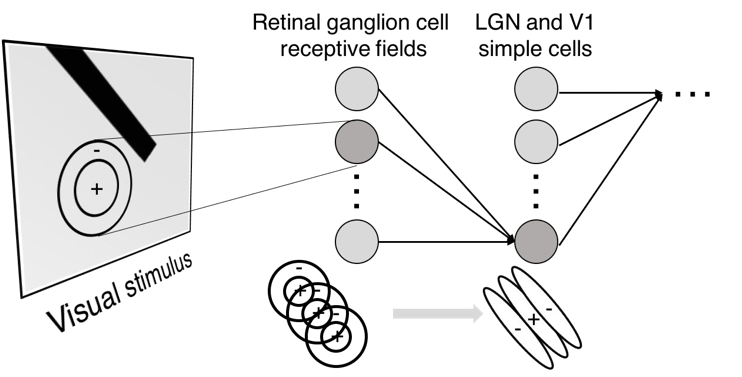 Retinal ganglion cell
receptive fields
LGN and V1
simple cells
Visual stimulus
-
+
-
+
-
+
-
+
-
+
-